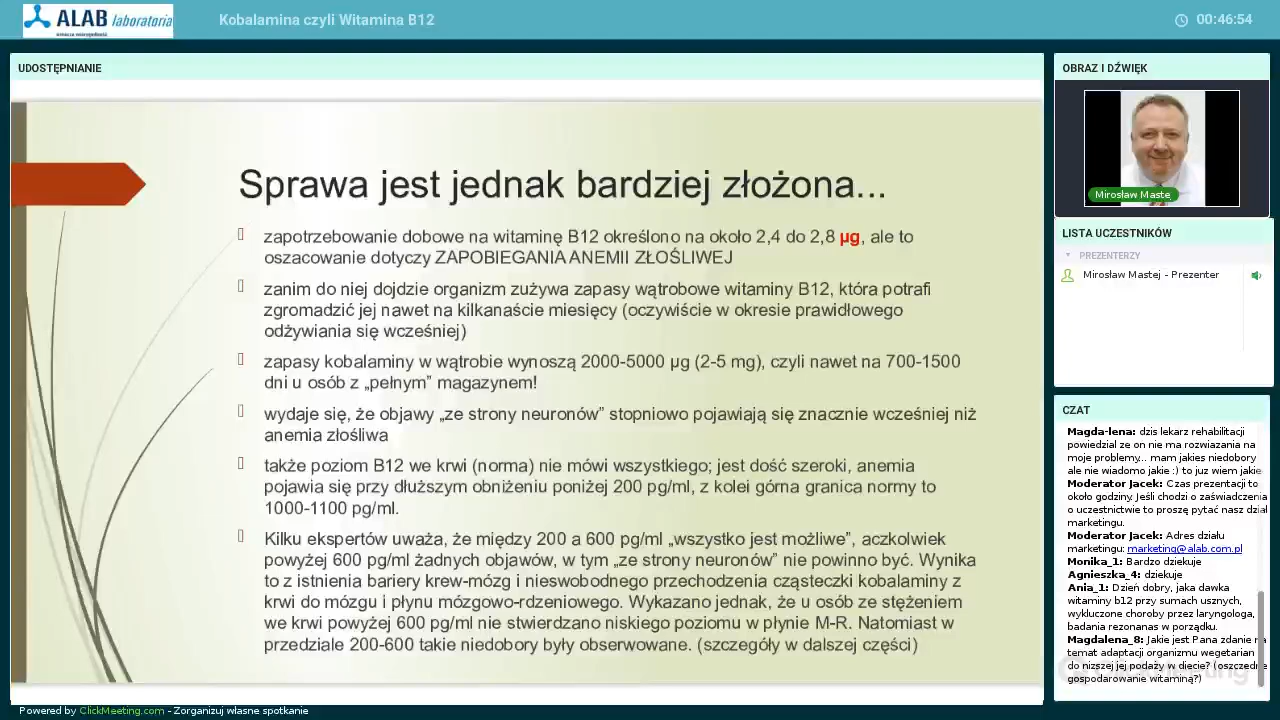 ALAB laboratoria
Kobalamina czyli Witamina B12
00:46:54
UDOSTĘPNIANIE
Sprawa jest jednak bardziej złożona...
zapotrzebowanie dobowe na witaminę B12 określono na około 2,4 do 2,8 µg, ale to
oszacowanie dotyczy ZAPOBIEGANIA ANEMII ZŁOŚLIWEJ
zanim do niej dojdzie organizm zużywa zapasy wątrobowe witaminy B12, która potrafi
zgromadzić jej nawet na kilkanaście miesięcy (oczywiście w okresie prawidłowego
odżywiania się wcześniej)
zapasy kobalaminy w wątrobie wynoszą 2000-5000 µg (2-5 mg), czyli nawet na 700-1500
dni u osób z „pełnym” magazynem!
wydaje się, że objawy „ze strony neuronów” stopniowo pojawiają się znacznie wcześniej niż
anemia złośliwa
także poziom B12 we krwi (norma) nie mówi wszystkiego; jest dość szeroki, anemia
pojawia się przy dłuższym obniżeniu poniżej 200 pg/ml, z kolei górna granica normy to
1000-1100 pg/ml.
Kilku ekspertów uważa, że między 200 a 600 pg/ml „wszystko jest możliwe”, aczkolwiek
powyżej 600 pg/ml żadnych objawów, w tym „ze strony neuronów” nie powinno być. Wynika
to z istnienia bariery krew-mózg i nieswobodnego przechodzenia cząsteczki kobalaminy z
krwi do mózgu i płynu mózgowo-rdzeniowego. Wykazano jednak, że u osób ze stężeniem
we krwi powyżej 600 pg/ml nie stwierdzano niskiego poziomu w płynie M-R. Natomiast w
przedziale 200-600 takie niedobory były obserwowane. (szczegóły w dalszej części)
OBRAZ I DŹWIĘK
Mirosław Maste
LISTA UCZESTNIKÓW
PREZENTERZY
Mirosław Mastej - Prezenter
CZAT
Magda-lena: dzis lekarz rehabilitacji
powiedzial ze on nie ma rozwiazania na
moje problemy... mam jakies niedobory
ale nie wiadomo jakie :) to juz wiem jakie
Moderator Jacek: Czas prezentacji to
około godziny. Jeśli chodzi o zaświadczenia
o uczestnictwie to proszę pytać nasz dział
marketingu.
Moderator Jacek: Adres działu
marketingu: marketing@alab.com.pl
Monika_1: Bardzo dziekuje
Agnieszka_4: dziekuje
Ania_1: Dzień dobry, jaka dawka
witaminy b12 przy sumach usznych,
wykluczone choroby przez laryngologa,
badania rezonanas w porządku.
Magdalena_8: Jakie jest Pana zdanie na
temat adaptacji organizmu wegetarian
do niższej jej podaży w diecie? (oszczędne
gospodarowanie witaminą?)
Powered by ClickMeeting.com - Zorganizuj własne spotkanie